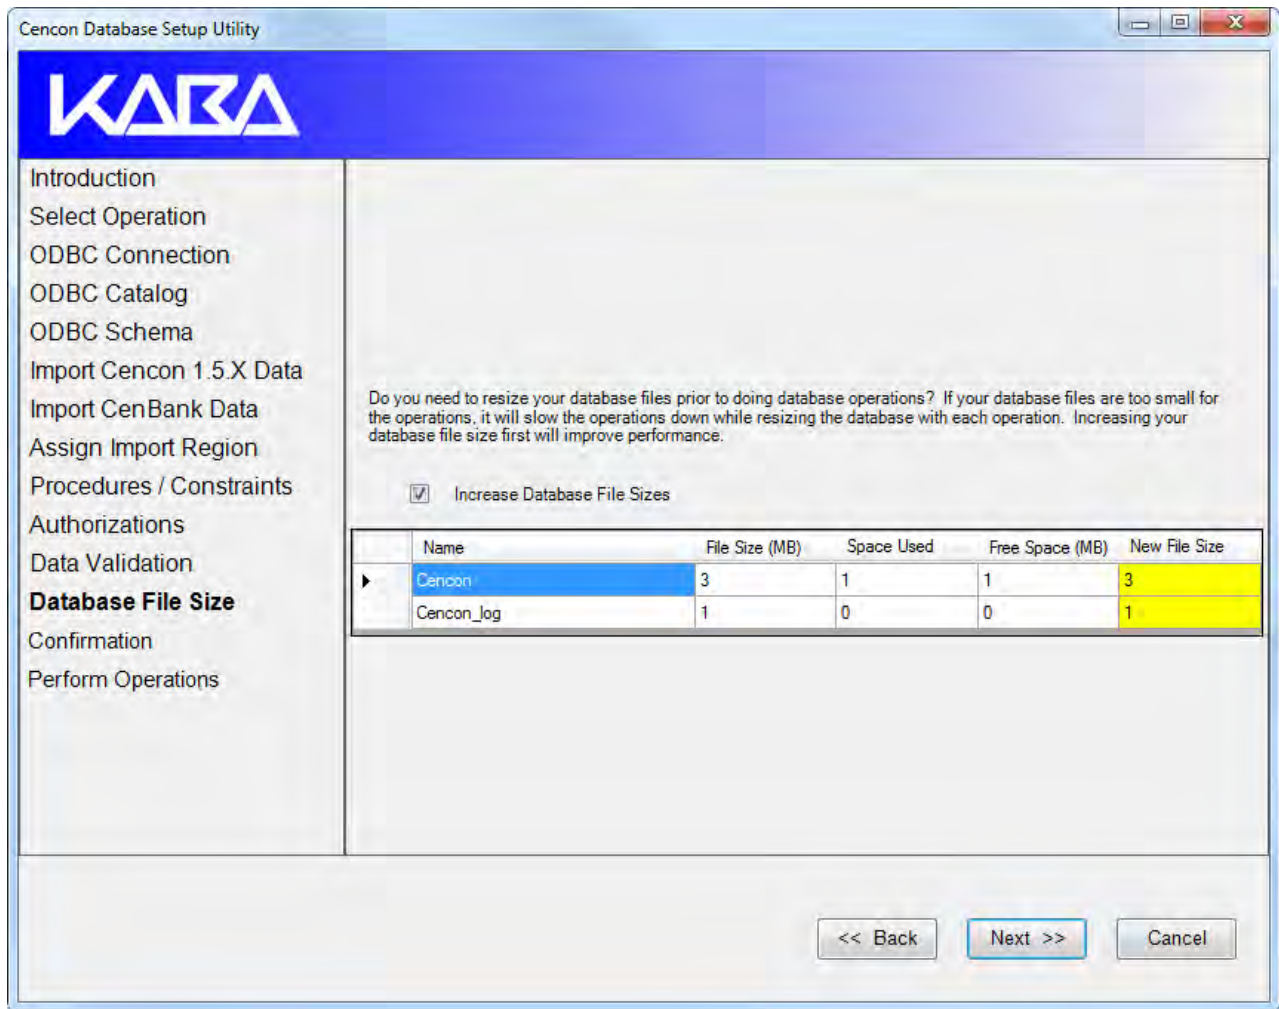 Cencon Database Setup Utility
KABA
Introduction
Select Operation
ODBC Connection
ODBC Catalog
ODBC Schema
Import Cencon 1.5.X Data
Import CenBank Data
Assign Import Region
Procedures / Constraints
Authorizations
Data Validation
Database File Size
Confirmation
Perform Operations
Do you need to resize your database files prior to doing database operations? If your database files are too small for
the operations, it will slow the operations down while resizing the database with each operation. Increasing your
database file size first will improve performance.
Increase Database File Sizes
Name File Size (MB) Space Used Free Space (MB) New File Size
Cencon 3 1 1 3
Cencon_log 1 0 0 1
<< Back Next >> Cancel